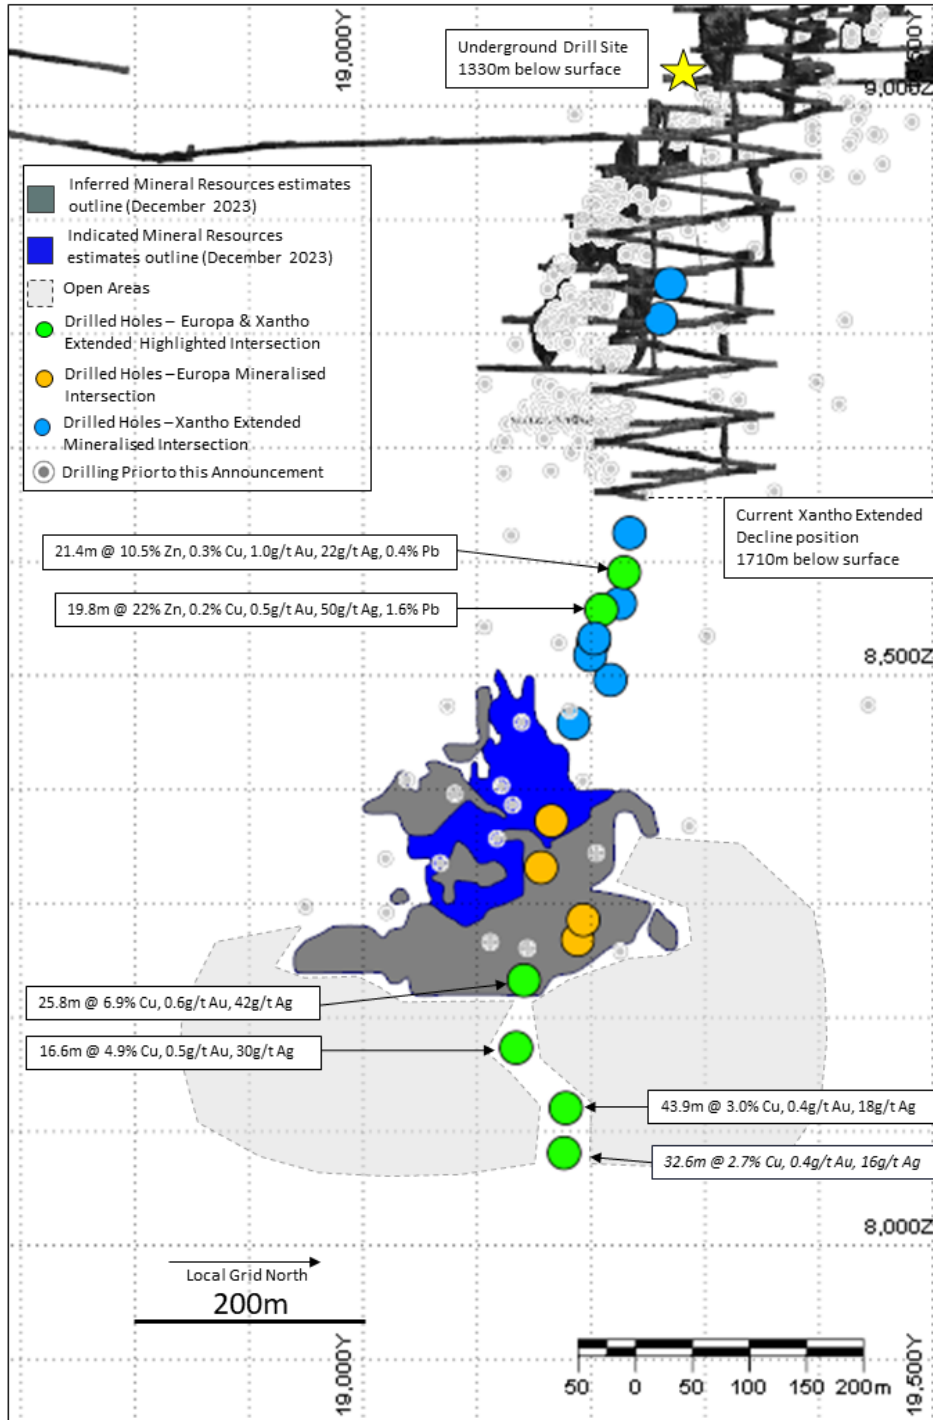 19,000Y
19,500Y
Underground Drill Site
1330m below surface
9,000Z
Inferred Mineral Resources estimates
outline (December 2023)
Indicated Mineral Resources
estimates outline (December 2023)
Open Areas
Drilled Holes – Europa & Xantho
Extended Highlighted Intersection
Drilled Holes – Europa Mineralised
Intersection
Drilled Holes – Xantho Extended
Mineralised Intersection
Drilling Prior to this Announcement
Current Xantho Extended
Decline position
1710m below surface
21.4m @ 10.5% Zn, 0.3% Cu, 1.0g/t Au, 22g/t Ag, 0.4% Pb
19.8m @ 22% Zn, 0.2% Cu, 0.5g/t Au, 50g/t Ag, 1.6% Pb
8,500Z
25.8m @ 6.9% Cu, 0.6g/t Au, 42g/t Ag
16.6m @ 4.9% Cu, 0.5g/t Au, 30g/t Ag
43.9m @ 3.0% Cu, 0.4g/t Au, 18g/t Ag
32.6m @ 2.7% Cu, 0.4g/t Au, 16g/t Ag
8,000Z
Local Grid North
200m
19,000Y
19,500Y
50 0 50 100 150 200m